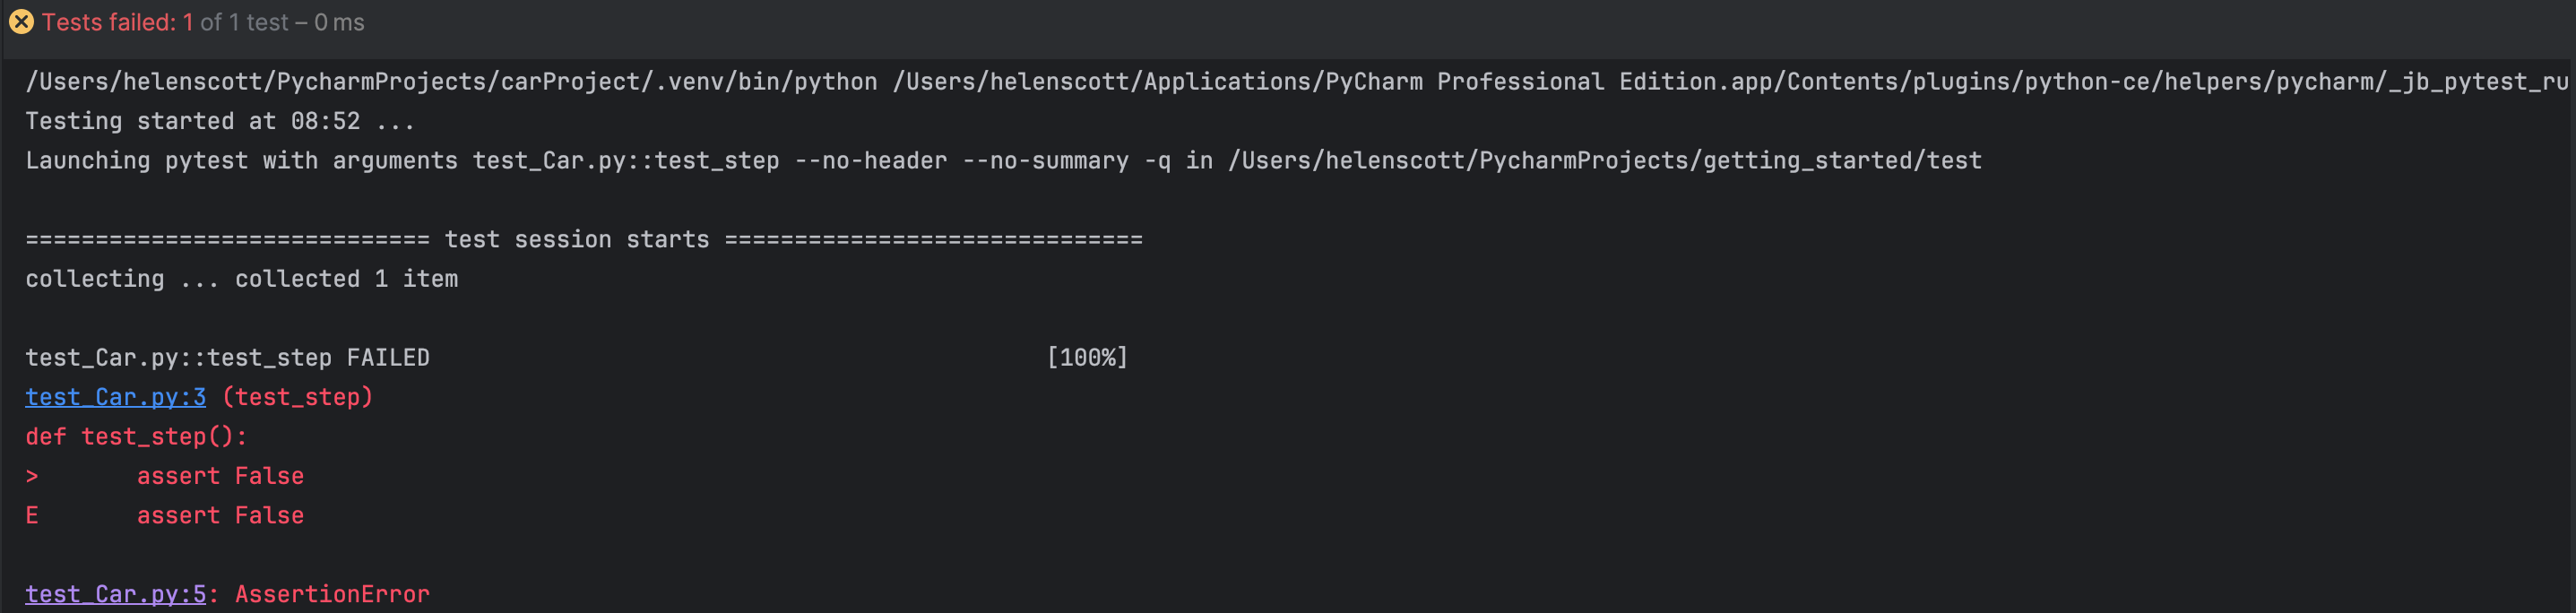 Tests failed: 1 of 1 test – 0 ms
/Users/helenscott/PycharmProjects/carProject/.venv/bin/python /Users/helenscott/Applications/PyCharm Professional Edition.app/Contents/plugins/python-ce/helpers/pycharm/_jb_pytest_ru
Testing started at 08:52 ...
Launching pytest with arguments test_Car.py::test_step --no-header --no-summary -q in /Users/helenscott/PycharmProjects/getting_started/test
============================= test session starts ==============================
collecting ... collected 1 item
test_Car.py::test_step FAILED [100%]
test_Car.py:3 (test_step)
def test_step():
> assert False
E assert False
test_Car.py:5: AssertionError